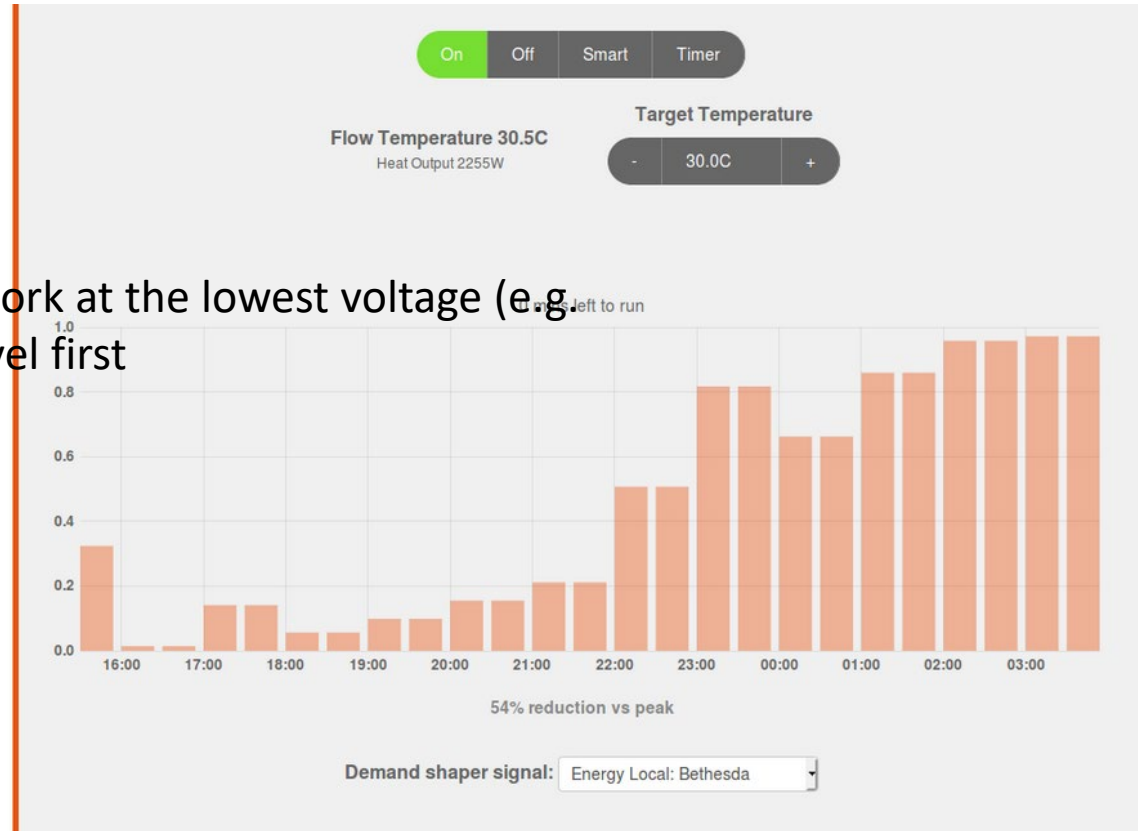 On Off Smart Timer
Target Temperature
Flow Temperature 30.5C
Heat Output 2255W
- 30.0C +
ork at the lowest voltage (e.g.
left to run
vel first
1.0
0.8
0.6
0.4
0.2
0.0
16:00 17:00 18:00 19:00 20:00 21:00 22:00 23:00 00:00 01:00 02:00 03:00
54% reduction vs peak
Demand shaper signal: Energy Local: Bethesda